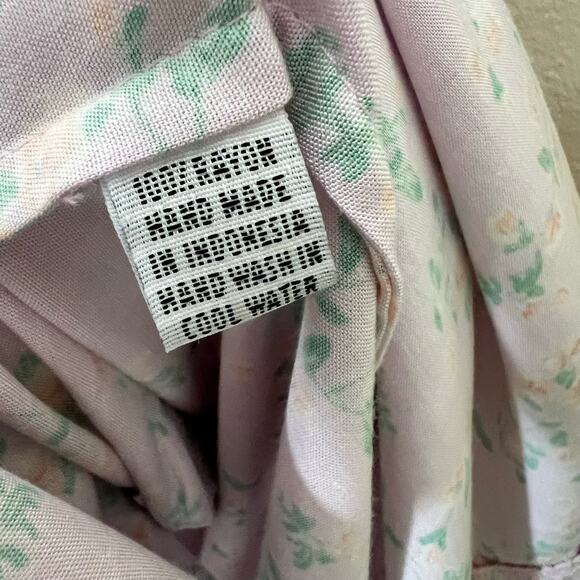 100% RAYON
HAND MADE
IN INDONESIA
HAND WASH IN
COOL WATER